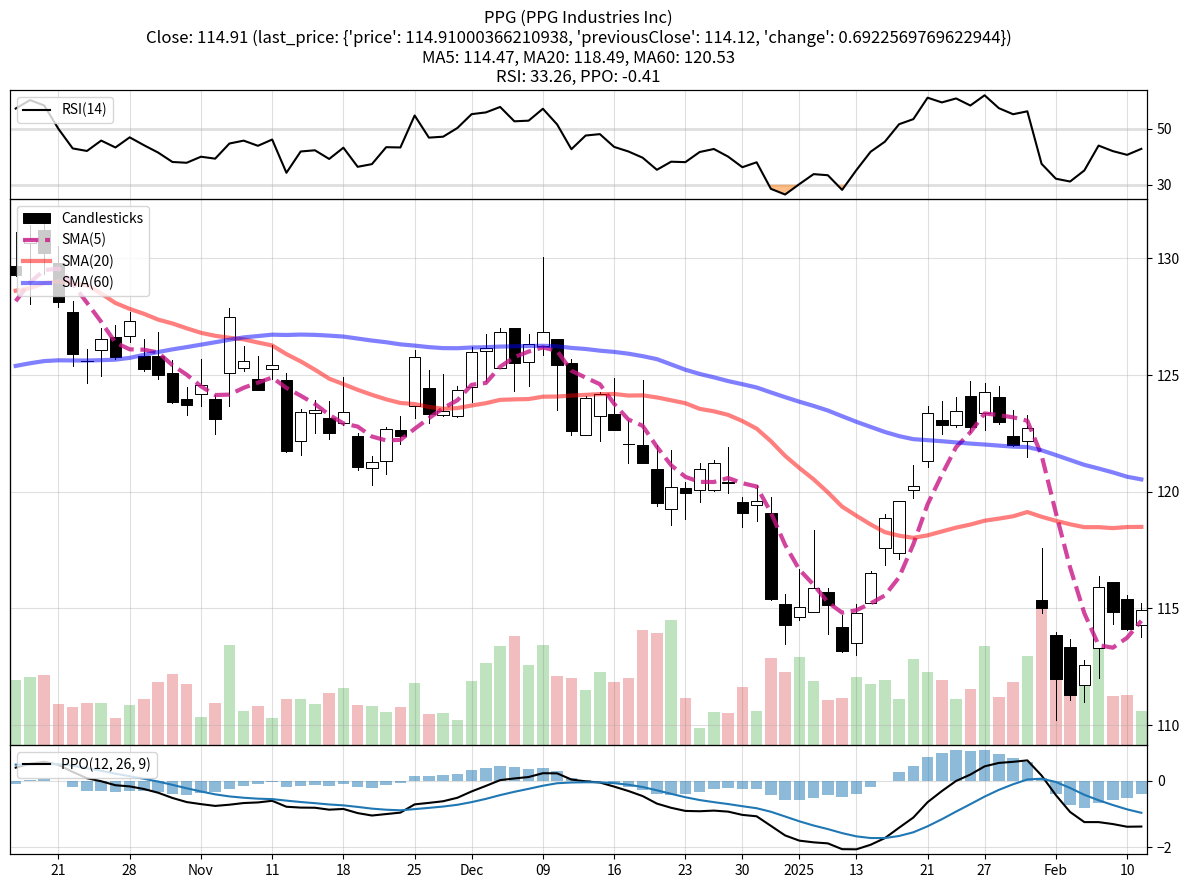 PPG (PPG Industries Inc)
Close: 114.91 (last_price: {'price': 114.91000366210938, 'previousClose': 114.12, 'change': 0.6922569769622944})
MA5: 114.47, MA20: 118.49, MA60: 120.53
RSI: 33.26, PPO: -0.41
RSI(14)
50
30
Candlesticks
SMA(5)
SMA(20)
SMA(60)
130
125
120
115
110
PPO(12, 26, 9)
0
−2
21 28 Nov 11 18 25 Dec 09 16 23 30 2025 13 21 27 Feb 10